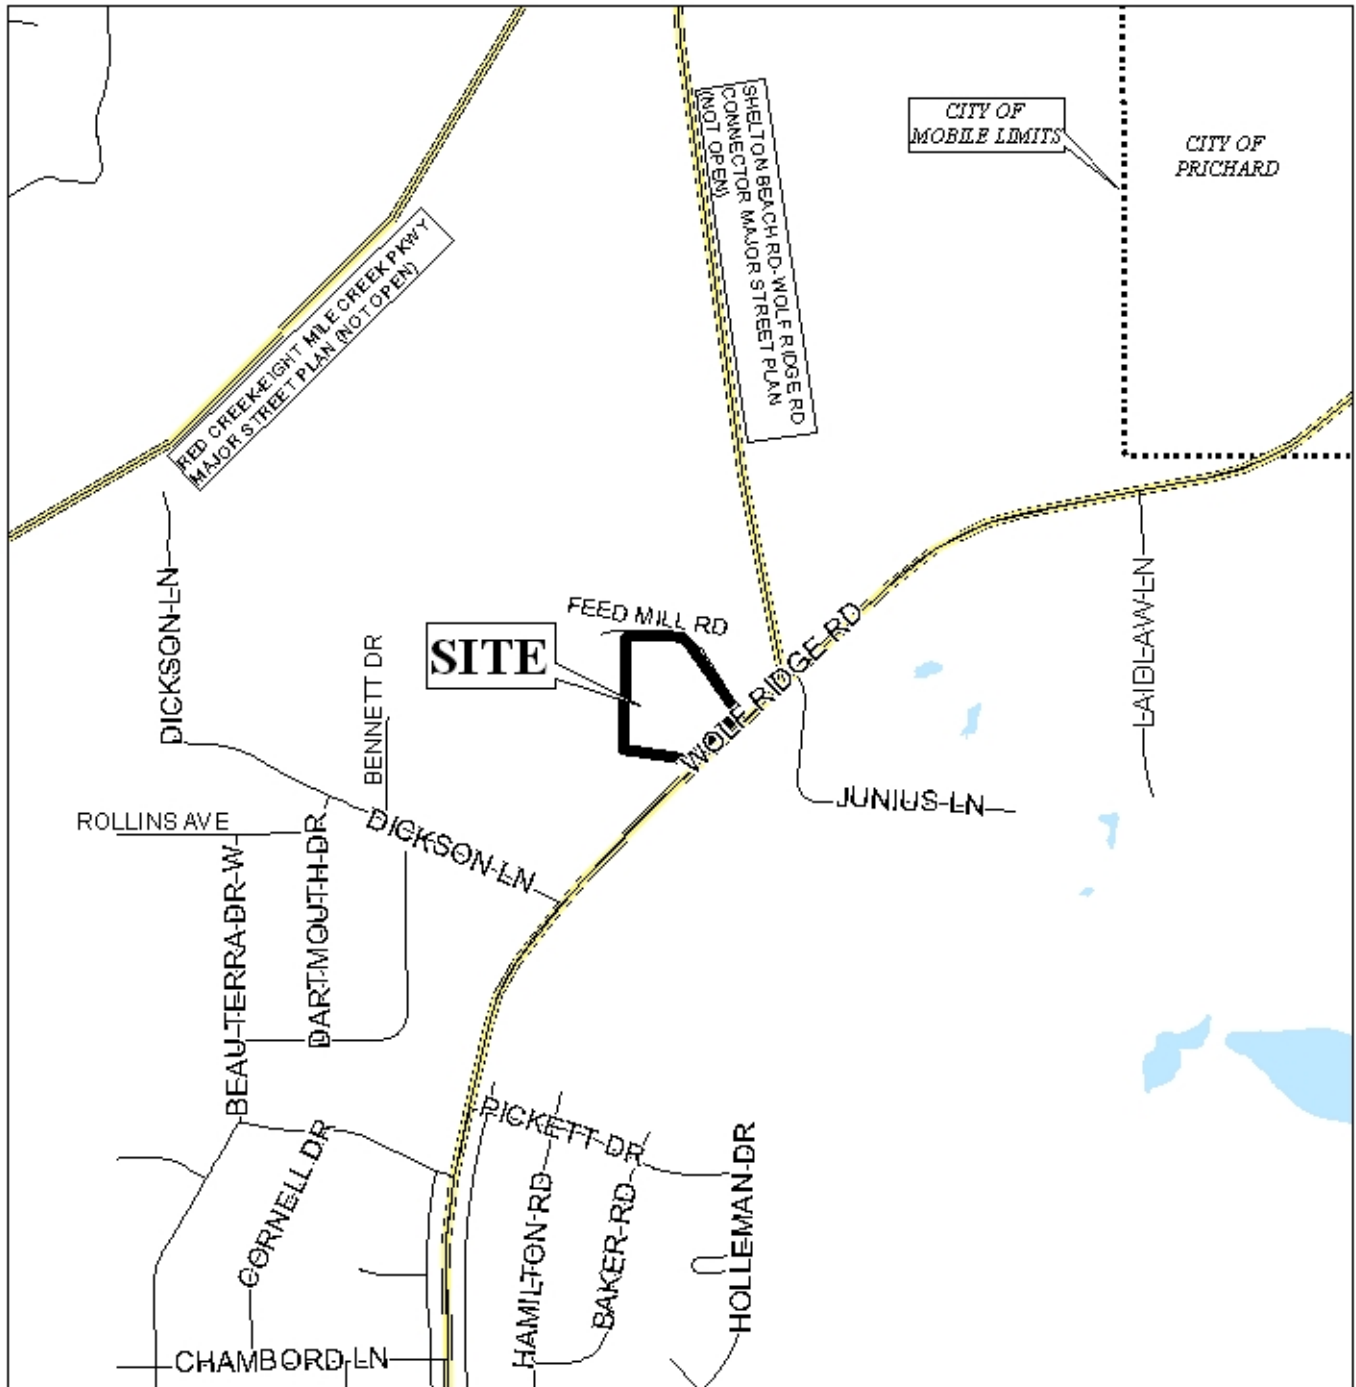 SHELTON BEACH RD-WOLF RIDGE RD
CONNECTOR MAJOR STREET PLAN
(NOT OPEN)
CITY OF
MOBILE LIMITS
CITY OF
PRICHARD
RED CREEK-EIGHT MILE CREEK PKWY
MAJOR STREET PLAN (NOT OPEN)
DICKSON LN
FEED MILL RD
SITE
BENNETT DR
WOLF RIDGE RD
LAIDLAW LN
JUNIUS LN
ROLLINS AVE
DICKSON LN
BEAU TERRA DR W
DARTMOUTH DR
PICKETT DR
CORNELL DR
HAMILTON RD
BAKER RD
HOLLEMAN DR
CHAMBORD LN